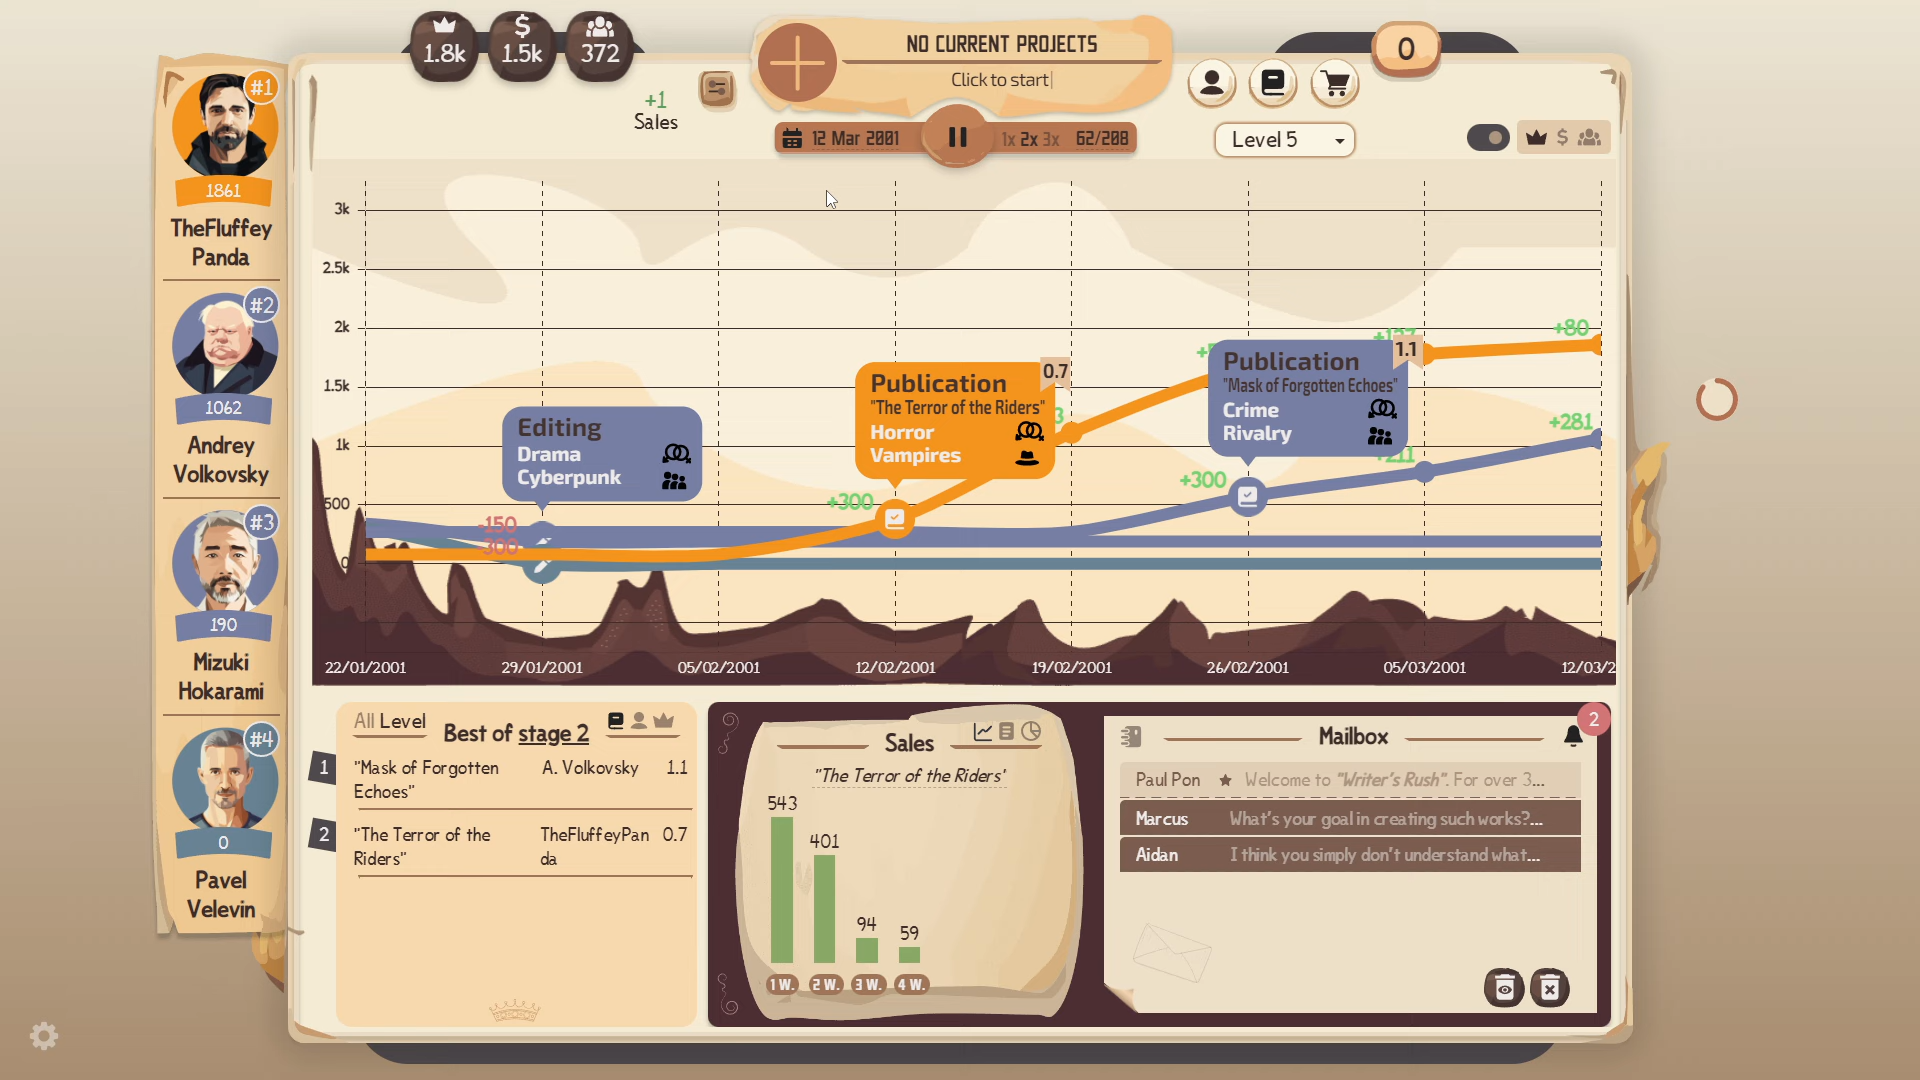 1.8k
1.5k
372
+1
Sales
NO CURRENT PROJECTS
Click to start
12 Mar 2001
1x 2x 3x
62/208
0
Level 5
#1
1861
TheFluffey
Panda
#2
1062
Andrey
Volkovsky
#3
190
Mizuki
Hokarami
#4
0
Pavel
Velevin
3k
2.5k
2k
1.5k
1k
500
0
Editing
Drama
Cyberpunk
-150
-300
+300
Publication
0.7
"The Terror of the Riders"
Horror
Vampires
+300
Publication
1.1
"Mask of Forgotten Echoes"
Crime
Rivalry
+80
+281
22/01/2001
29/01/2001
05/02/2001
12/02/2001
19/02/2001
26/02/2001
05/03/2001
12/03/2
All Level
Best of stage 2
1
"Mask of Forgotten
Echoes"
A. Volkovsky
1.1
2
"The Terror of the
Riders"
TheFluffeyPan
da
0.7
Sales
"The Terror of the Riders'
543
401
94
59
1 W.
2 W.
3 W.
4 W.
Mailbox
2
Paul Pon
Welcome to "Writer's Rush". For over 3...
Marcus
What's your goal in creating such works?...
Aidan
I think you simply don't understand what...